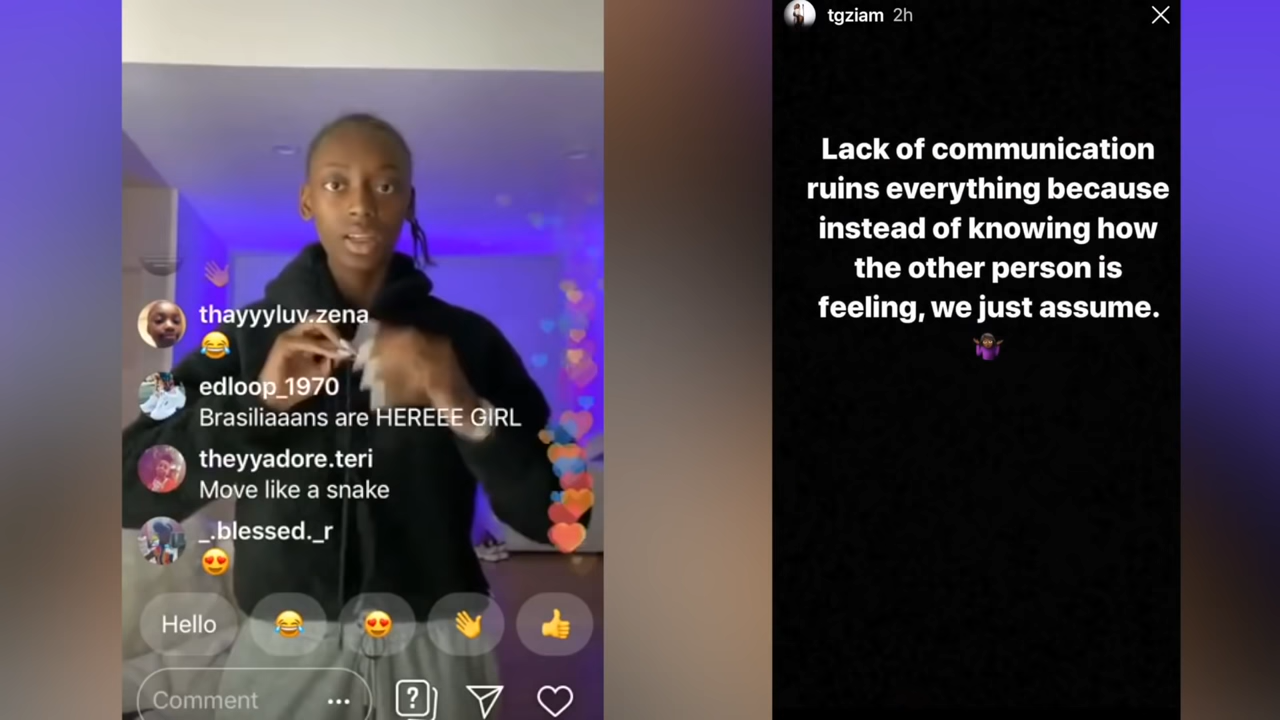 thayyyluv.zena
😂
edloop_1970
Brasiliaaans are HEREEE GIRL
theyyadore.teri
Move like a snake
_.blessed._r
😍
Hello 😂 😍 👋 👍
Comment
tgziam 2h
Lack of communication
ruins everything because
instead of knowing how
the other person is
feeling, we just assume.
🤷🏾‍♀️